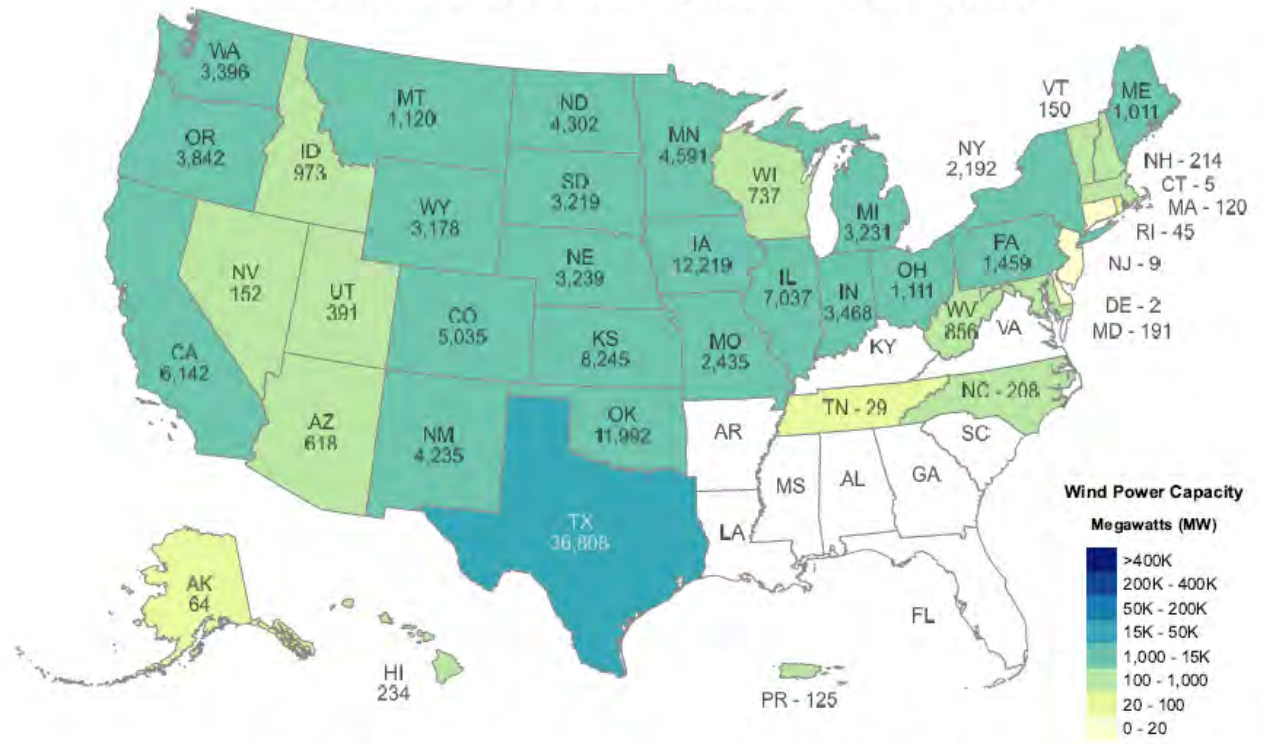 WA
3,396
MT
1,120
ND
4,302
MN
4,591
VT
150
ME
1,011
OR
3,842
ID
973
SD
3,219
WI
737
NY
2,192
NH - 214
CT - 5
MA - 120
RI - 45
WY
3,178
MI
3,231
IA
12,219
NE
3,239
PA
1,459
NJ - 9
NV
152
UT
391
CO
5,035
IL
7,037
IN
3,468
OH
1,111
DE - 2
MD - 191
WV
856
VA
CA
6,142
KS
8,245
MO
2,435
KY
AZ
618
NM
4,235
OK
11,992
AR
TN - 29
NC - 208
SC
MS
AL
GA
TX
36,808
LA
FL
AK
64
HI
234
PR - 125
Wind Power Capacity
Megawatts (MW)
>400K
200K - 400K
50K - 200K
15K - 50K
1,000 - 15K
100 - 1,000
20 - 100
0 - 20